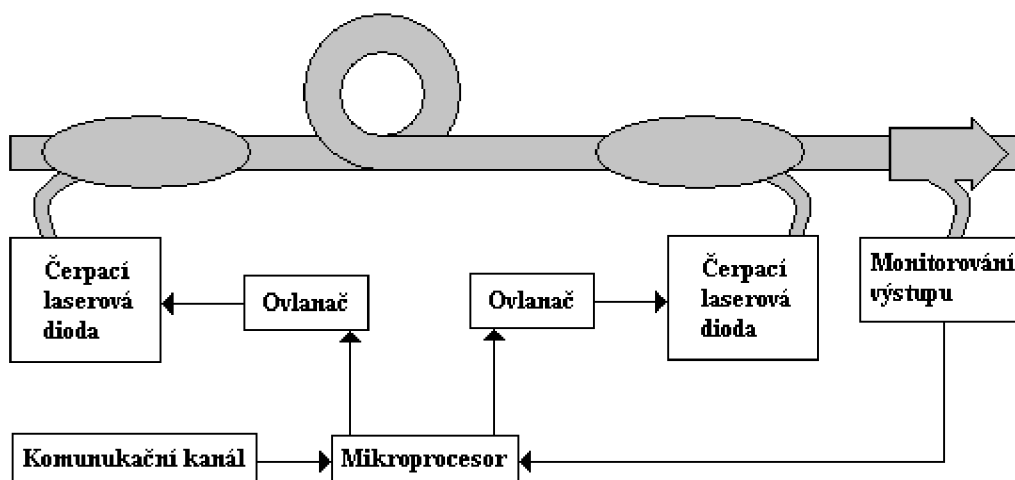 Čerpací
laserová
dioda
Ovlanač
Ovlanač
Čerpací
laserová
dioda
Monitorování
výstupu
Komunukační kanál
Mikroprocesor